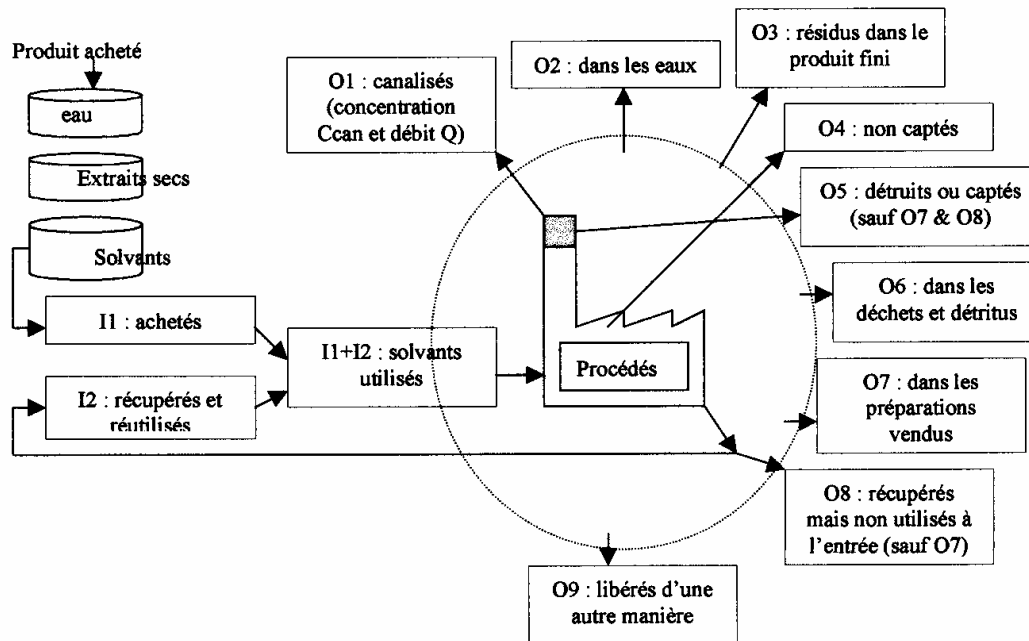 Produit acheté
eau
Extraits secs
Solvants
I1 : achetés
I2 : récupérés et
réutilisés
I1+I2 : solvants
utilisés
Procédés
O1 : canalisés
(concentration
Ccan et débit Q)
O2 : dans les eaux
O3 : résidus dans le
produit fini
O4 : non captés
O5 : détruits ou captés
(sauf O7 & O8)
O6 : dans les
déchets et détritus
O7 : dans les
préparations
vendus
O8 : récupérés
mais non utilisés à
l'entrée (sauf O7)
O9 : libérés d'une
autre manière